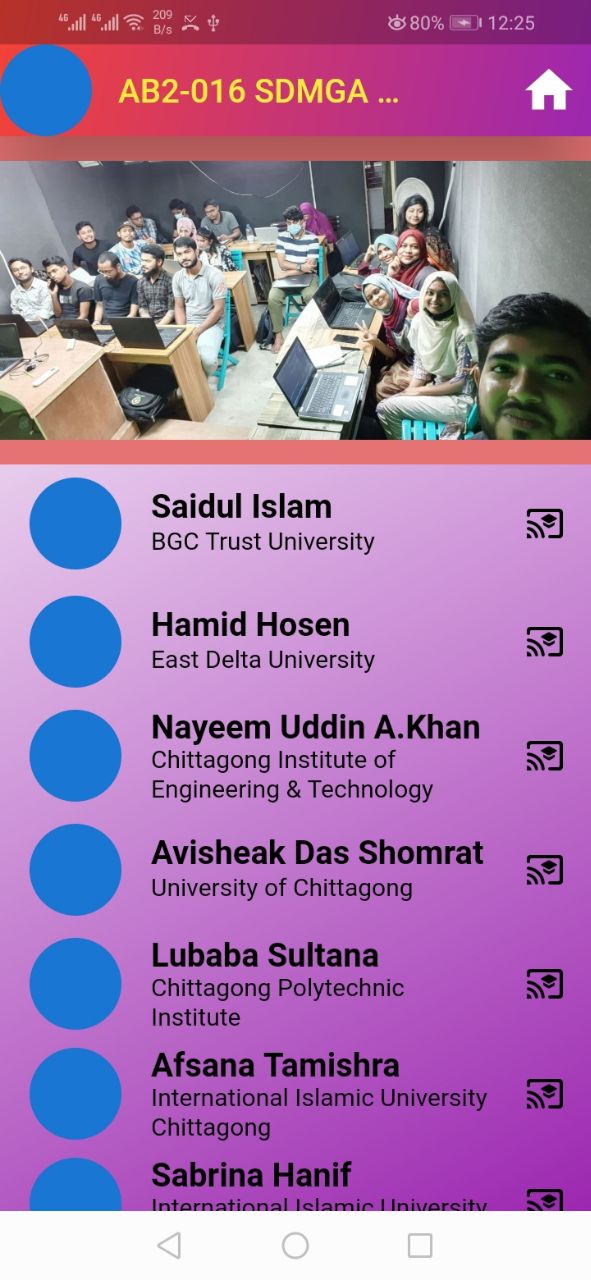 4G 4G 209 B/s 80% 12:25
AB2-016 SDMGA ...
Saidul Islam
BGC Trust University
Hamid Hosen
East Delta University
Nayeem Uddin A.Khan
Chittagong Institute of
Engineering & Technology
Avisheak Das Shomrat
University of Chittagong
Lubaba Sultana
Chittagong Polytechnic
Institute
Afsana Tamishra
International Islamic University
Chittagong
Sabrina Hanif
International Islamic University